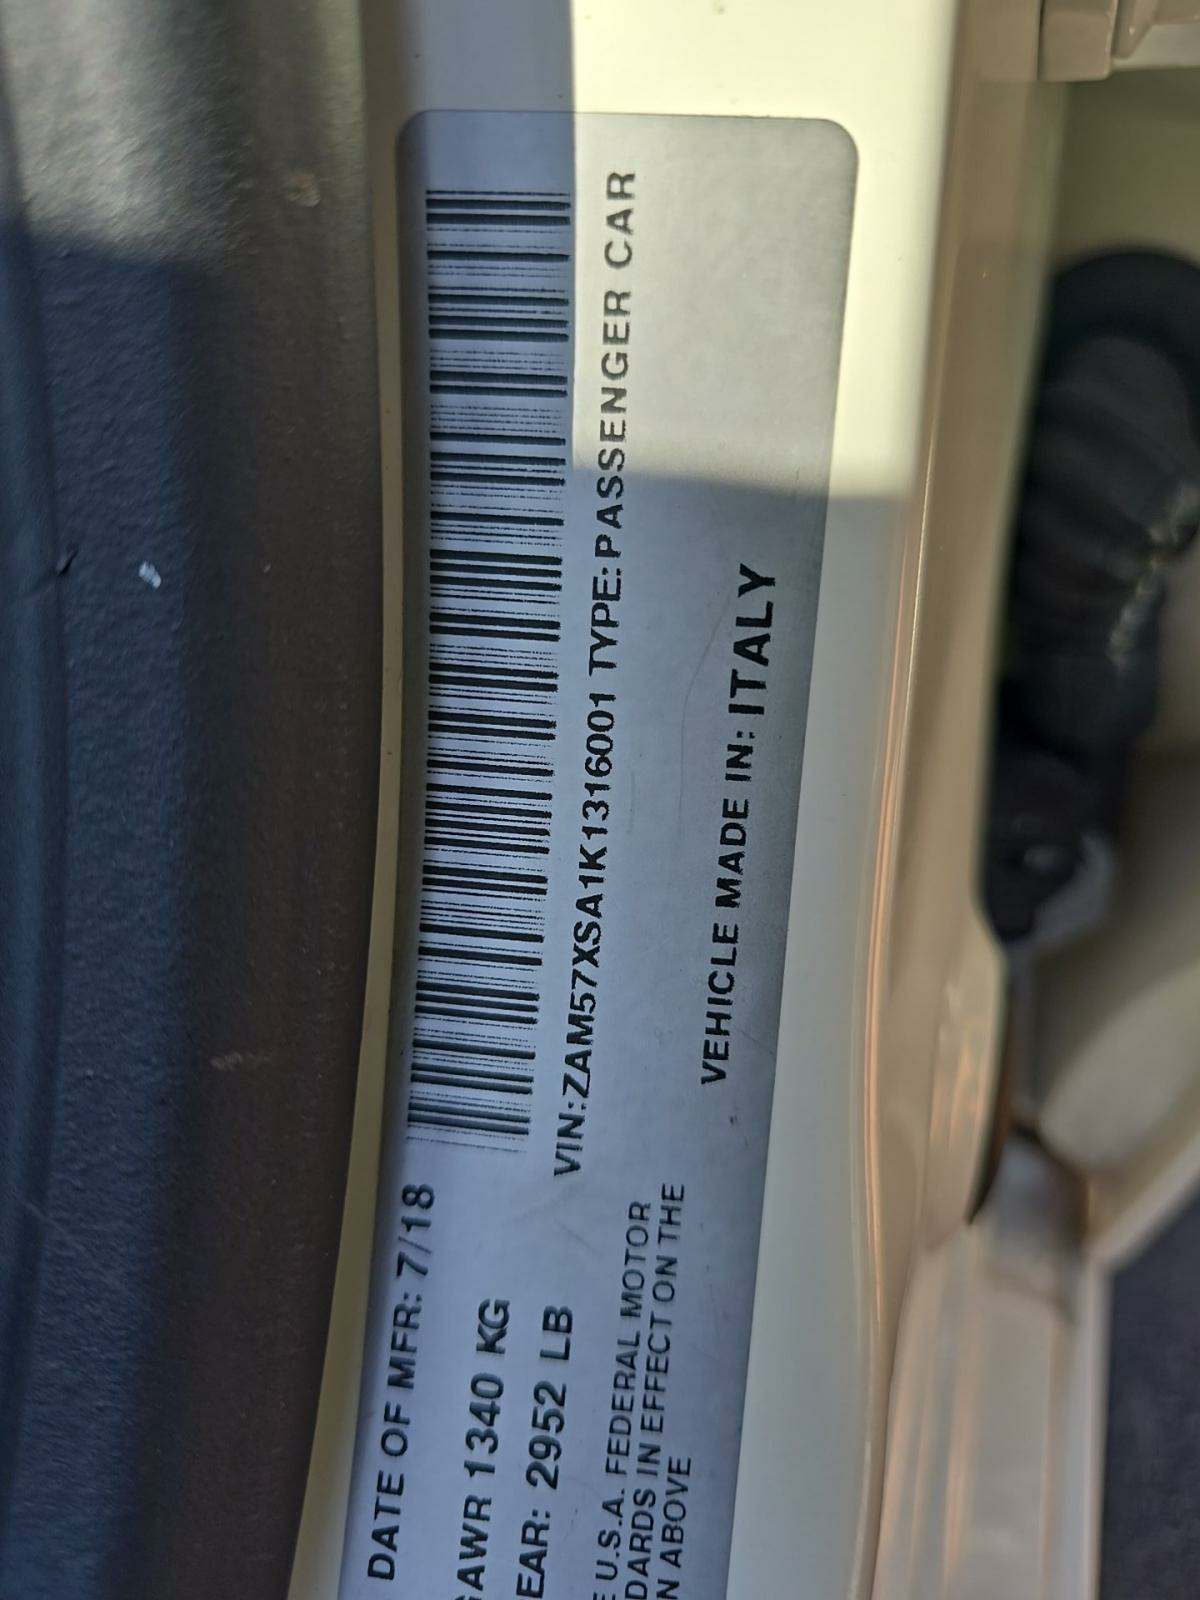 DATE OF MFR: 7/18
GAWR 1340 KG
EAR: 2952 LB
VIN:ZAM57XSA1K1316001 TYPE:PASSENGER CAR
E U.S.A. FEDERAL MOTOR
DARDS IN EFFECT ON THE
N ABOVE
VEHICLE MADE IN: ITALY